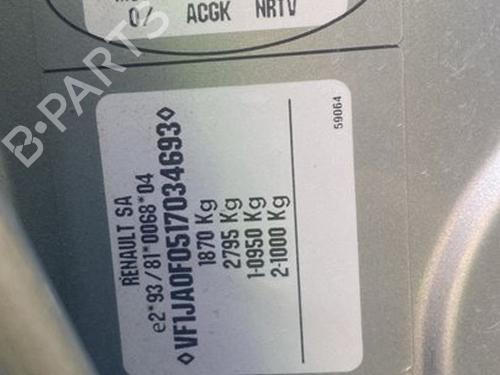 0/ ACGK NRTV
59064
RENAULT SA
e2*93/81*0068*04
◊VF1JA0F0517034693◊
1870 Kg
2795 Kg
1-0950 Kg
2-1000 Kg
B-PARTS